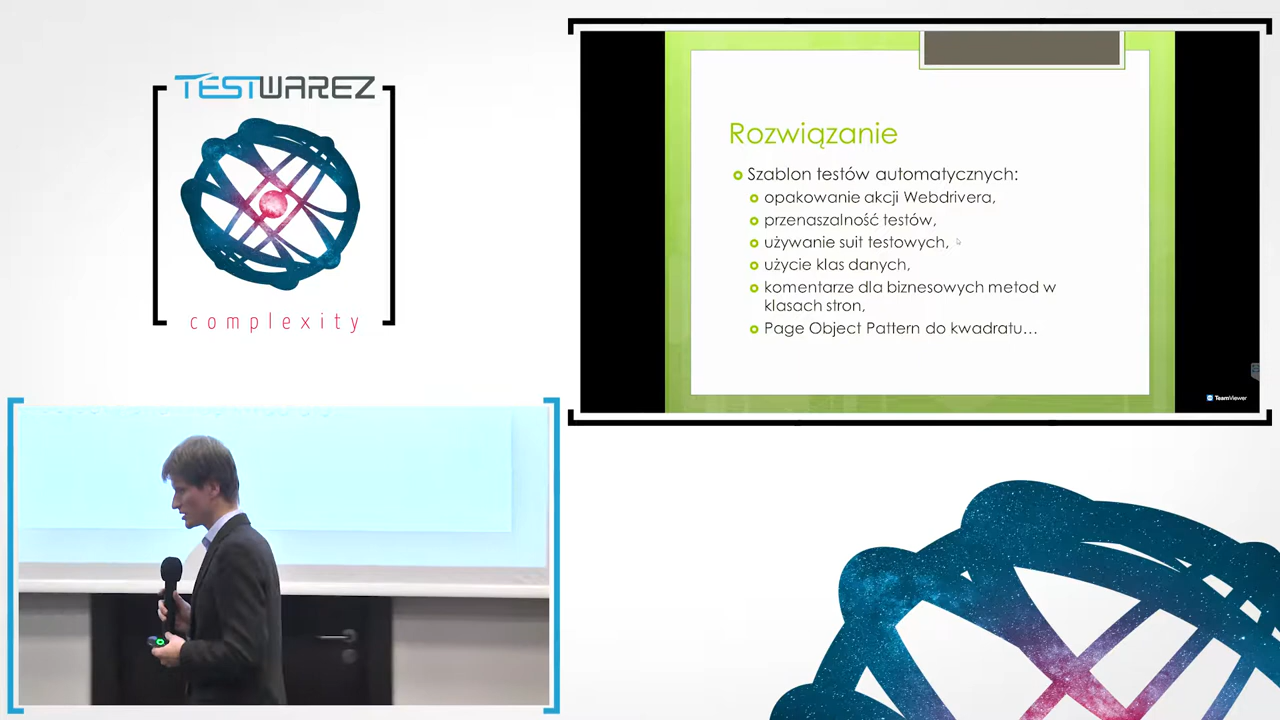 TESTWAREZ
complexity
Rozwiązanie
Szablon testów automatycznych:
opakowanie akcji Webdrivera,
przenaszalność testów,
używanie suit testowych,
użycie klas danych,
komentarze dla biznesowych metod w
klasach stron,
Page Object Pattern do kwadratu...
TeamViewer